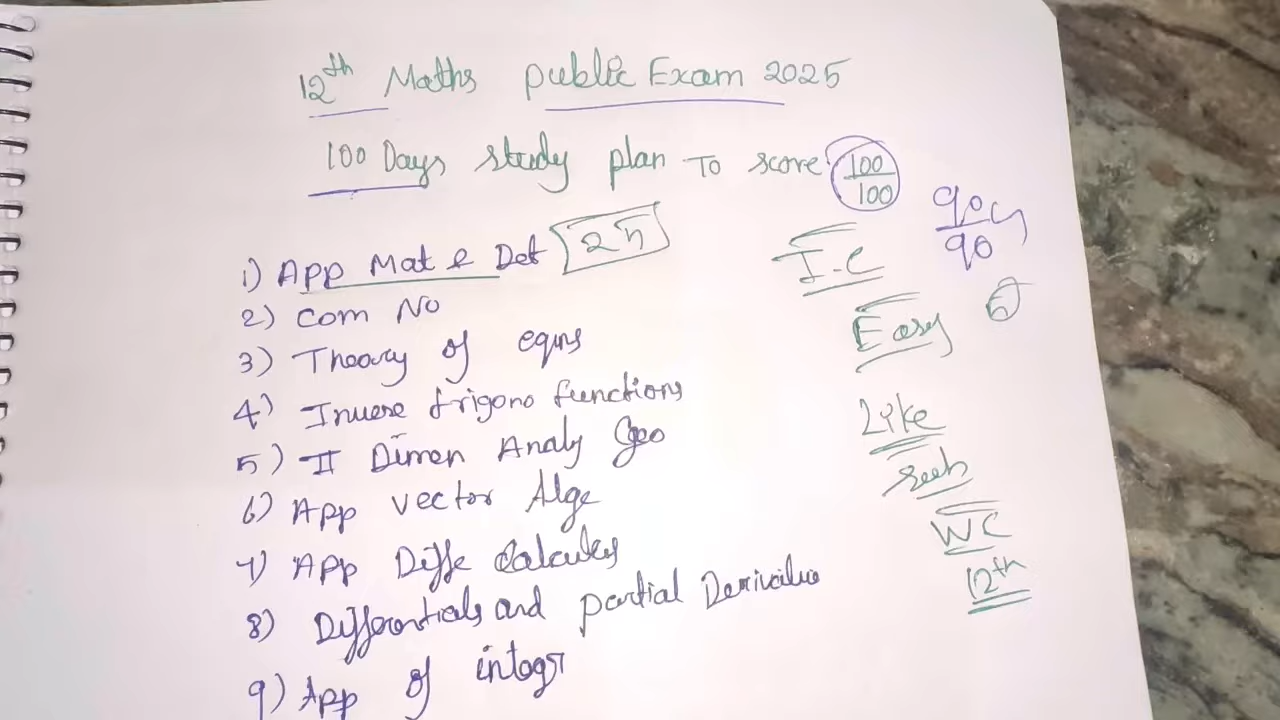 12th Maths public Exam 2025
100 Days study plan To score 100/100
90/90
1) App Mat & Det 25
I.C
2) Com No
Easy
3) Theory of eqns
4) Inverse trigono functions
Like
5) II Dimen Analy Geo
6) App vector Alge
WC
7) App Diffe Calculus
12th
8) Differentials and partial Derivative
9) App of integr